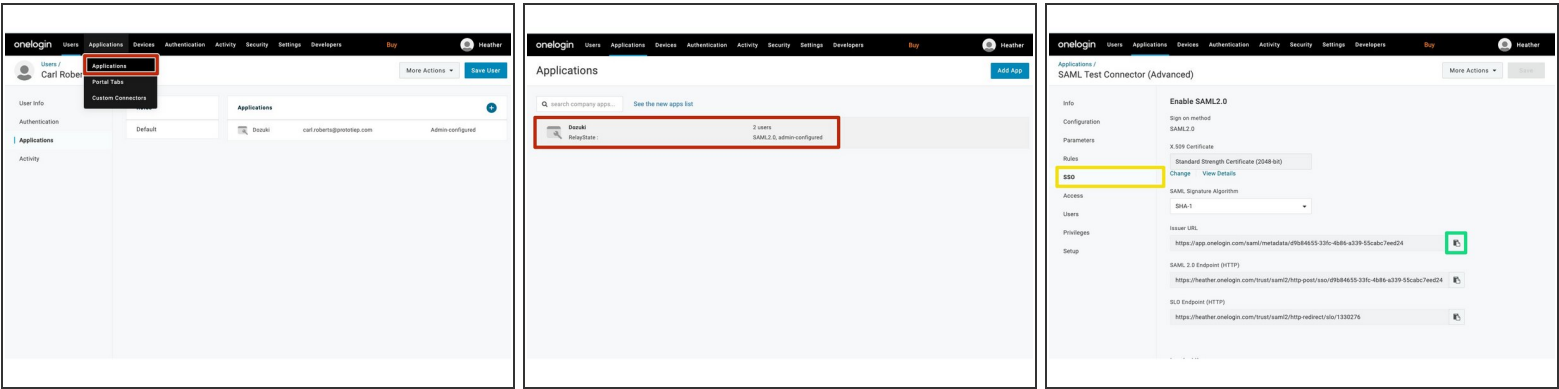 onelogin Users Applications Devices Authentication Activity Security Settings Developers Buy Heather
Users /
Carl Rober
Applications
Portal Tabs
Custom Connectors
More Actions
Save User
User Info
Authentication
Applications
Activity
Applications
Default
Dozuki carl.roberts@prototiep.com Admin-configured
onelogin Users Applications Devices Authentication Activity Security Settings Developers Buy Heather
Applications
Add App
search company apps... See the new apps list
Dozuki 2 users
RelayState : SAML2.0, admin-configured
onelogin Users Applications Devices Authentication Activity Security Settings Developers Buy Heather
Applications /
SAML Test Connector (Advanced)
More Actions
Info
Configuration
Parameters
Rules
SSO
Access
Users
Privileges
Setup
Enable SAML2.0
Sign on method
SAML2.0
X.509 Certificate
Standard Strength Certificate (2048-bit)
Change View Details
SAML Signature Algorithm
SHA-1
Issuer URL
https://app.onelogin.com/saml/metadata/d9b84655-33fc-4b86-a339-55cabc7eed24
SAML 2.0 Endpoint (HTTP)
https://heather.onelogin.com/trust/saml2/http-post/sso/d9b84655-33fc-4b86-a339-55cabc7eed24
SLO Endpoint (HTTP)
https://heather.onelogin.com/trust/saml2/http-redirect/slo/1330276